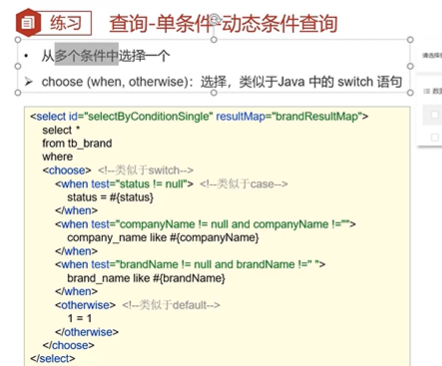 练习
查询-单条件-动态条件查询
• 从多个条件中选择一个
➢ choose (when, otherwise)：选择，类似于Java 中的 switch 语句
<select id="selectByConditionSingle" resultMap="brandResultMap">
select *
from tb_brand
where
<choose> <!--类似于switch-->
<when test="status != null"> <!--类似于case-->
status = #{status}
</when>
<when test="companyName != null and companyName !=''">
company_name like #{companyName}
</when>
<when test="brandName != null and brandName !='' ">
brand_name like #{brandName}
</when>
<otherwise> <!--类似于default-->
1 = 1
</otherwise>
</choose>
</select>